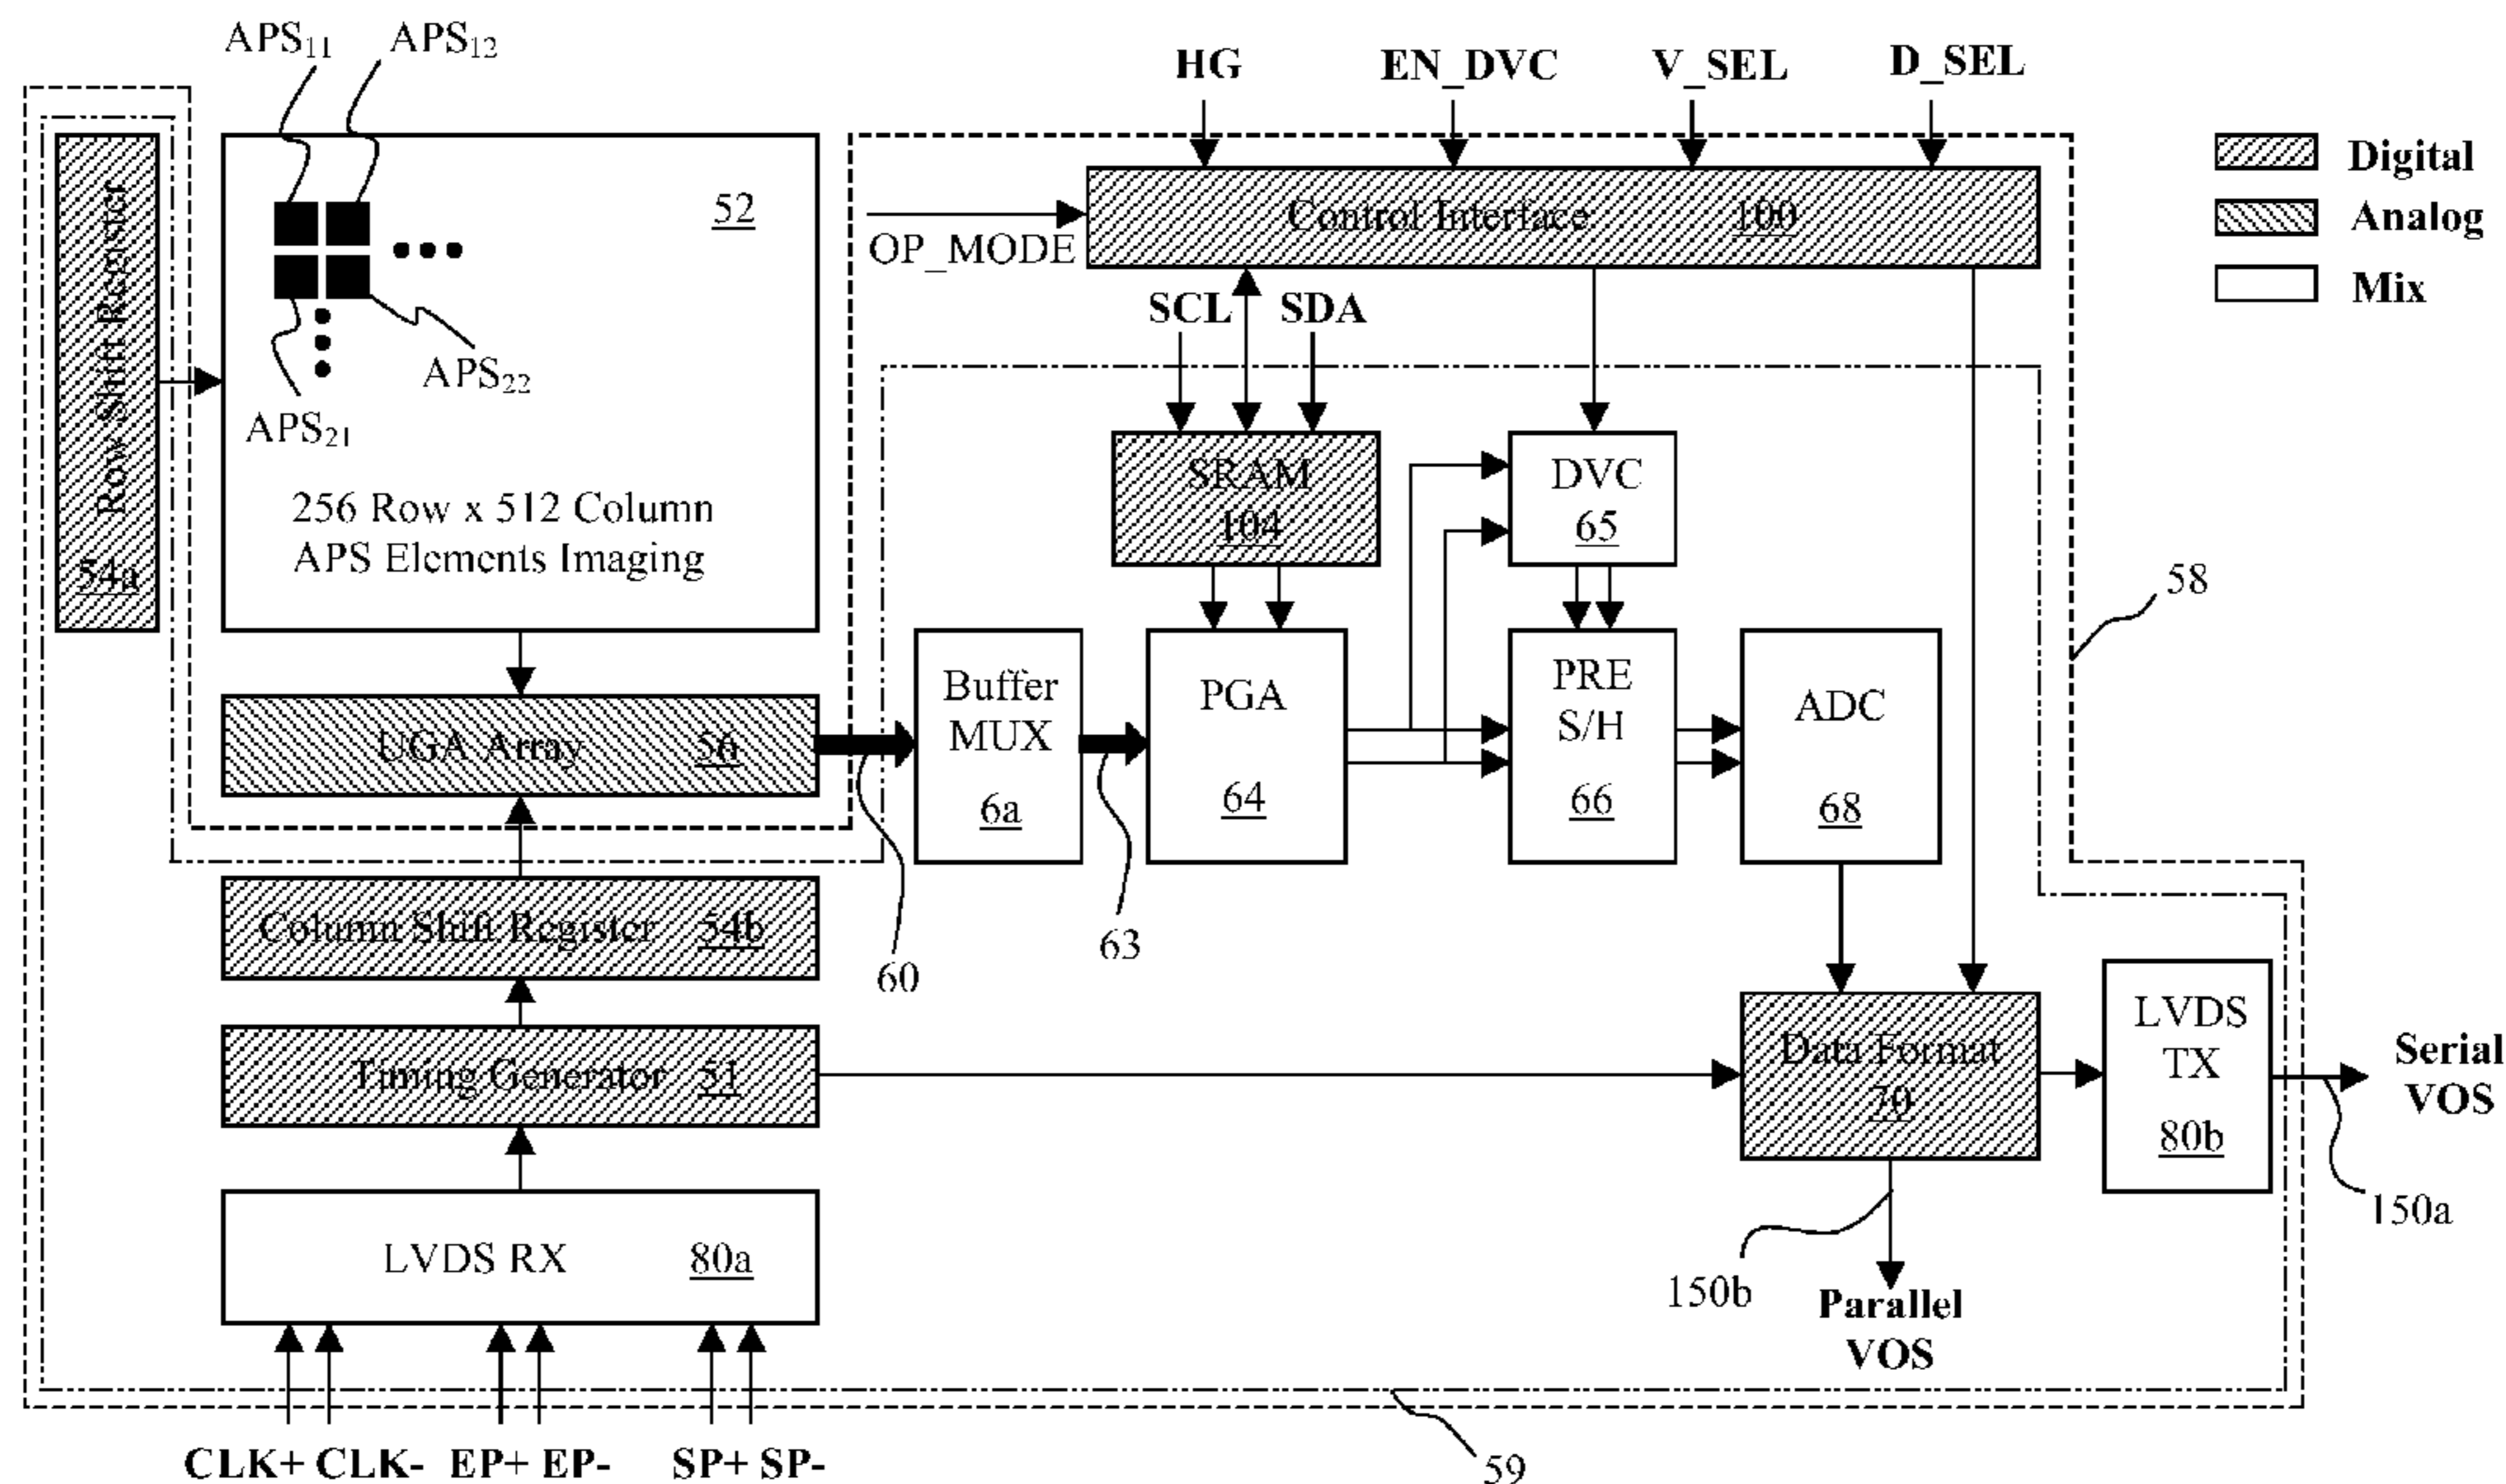 APS11 APS12
HG EN_DVC V_SEL D_SEL
Digital
Analog
Mix
52
Control Interface 100
OP_MODE
SCL SDA
Row Shift Register
54a
APS22
APS21
256 Row x 512 Column
APS Elements Imaging
SRAM
104
DVC
65
58
Buffer
MUX
6a
PGA
64
PRE
S/H
66
ADC
68
UGA Array 56
Column Shift Register 54b
60
63
Timing Generator 51
Data Format
70
LVDS
TX
80b
Serial
VOS
150a
LVDS RX 80a
150b
Parallel
VOS
CLK+ CLK- EP+ EP- SP+ SP-
59